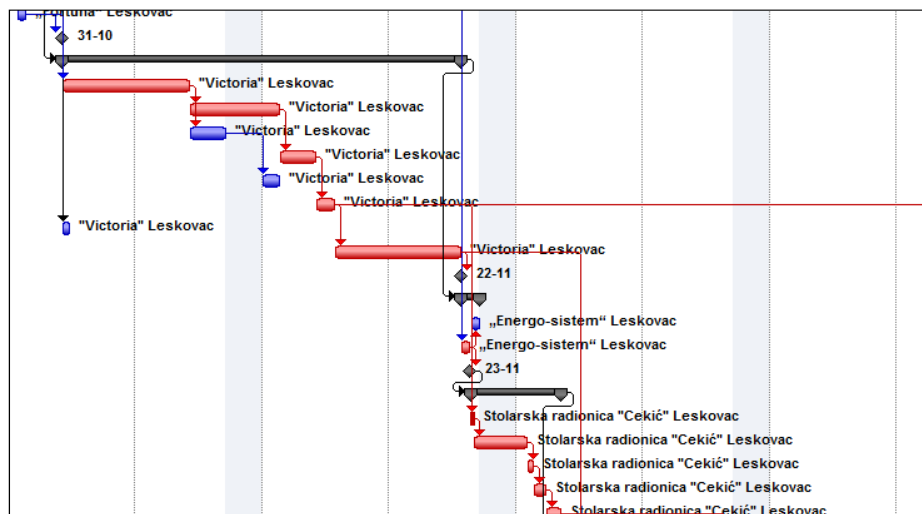 „Fortuna“ Leskovac
31-10
"Victoria" Leskovac
"Victoria" Leskovac
"Victoria" Leskovac
"Victoria" Leskovac
"Victoria" Leskovac
"Victoria" Leskovac
"Victoria" Leskovac
"Victoria" Leskovac
22-11
„Energo-sistem“ Leskovac
„Energo-sistem“ Leskovac
23-11
Stolarska radionica "Cekić" Leskovac
Stolarska radionica "Cekić" Leskovac
Stolarska radionica "Cekić" Leskovac
Stolarska radionica "Cekić" Leskovac
Stolarska radionica "Cekić" Leskovac